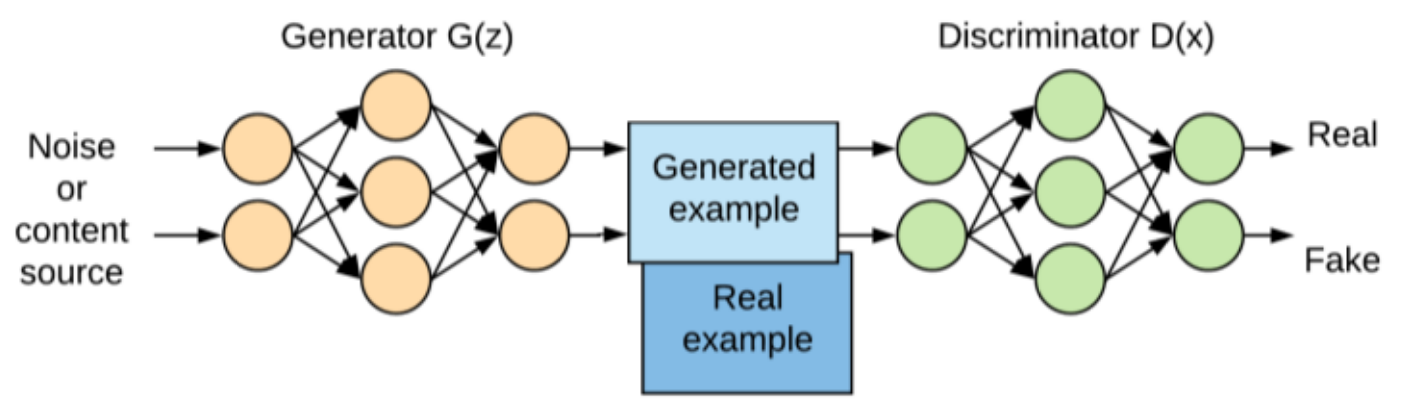 Generator G(z)
Discriminator D(x)
Noise
or
content
source
Generated
example
Real
example
Real
Fake